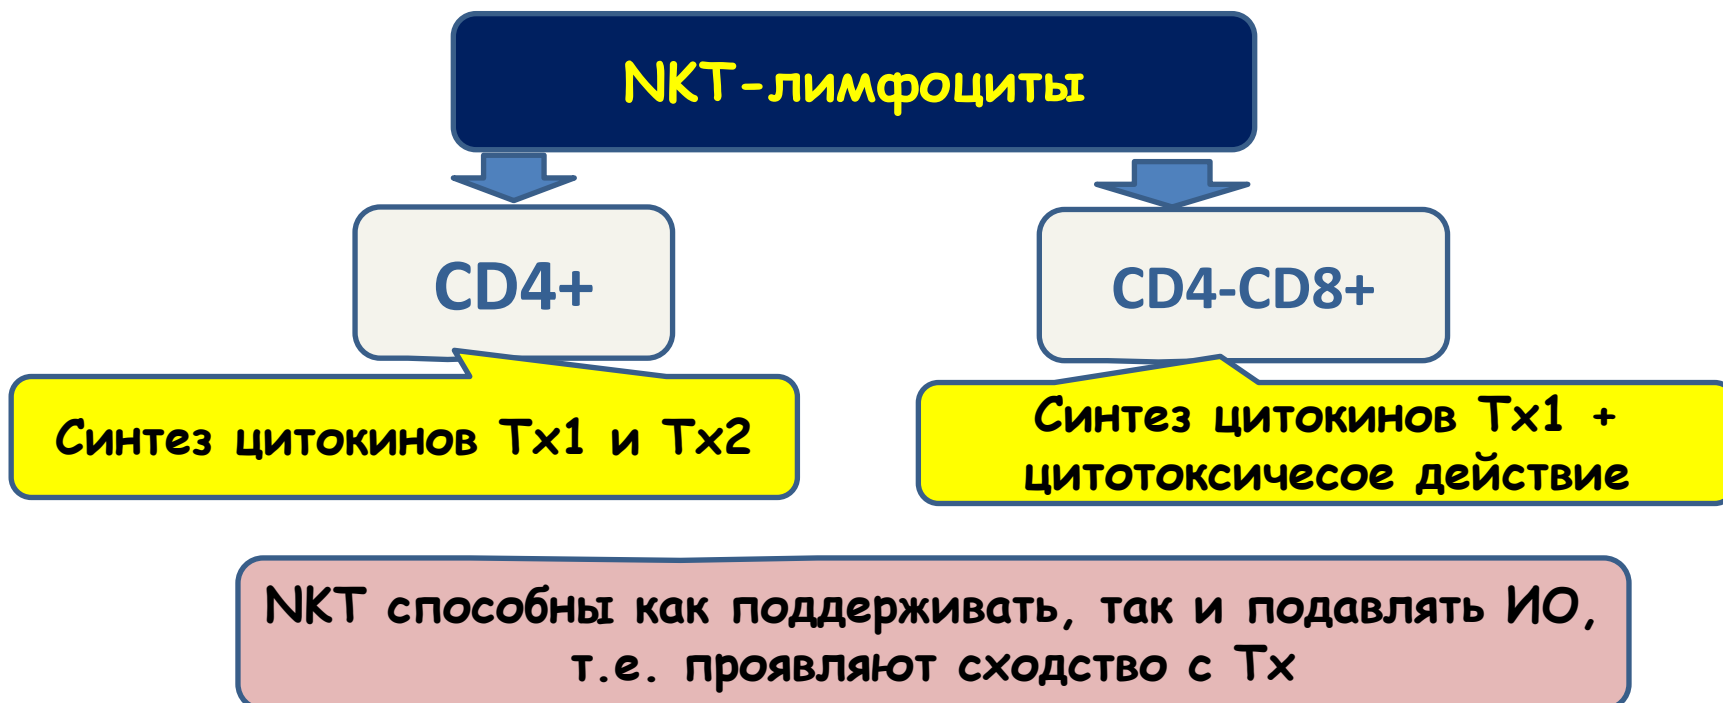 NKT-лимфоциты
CD4+
CD4-CD8+
Синтез цитокинов Тх1 и Тх2
Синтез цитокинов Тх1 +
цитотоксичесое действие
NKT способны как поддерживать, так и подавлять ИО,
т.е. проявляют сходство с Тх